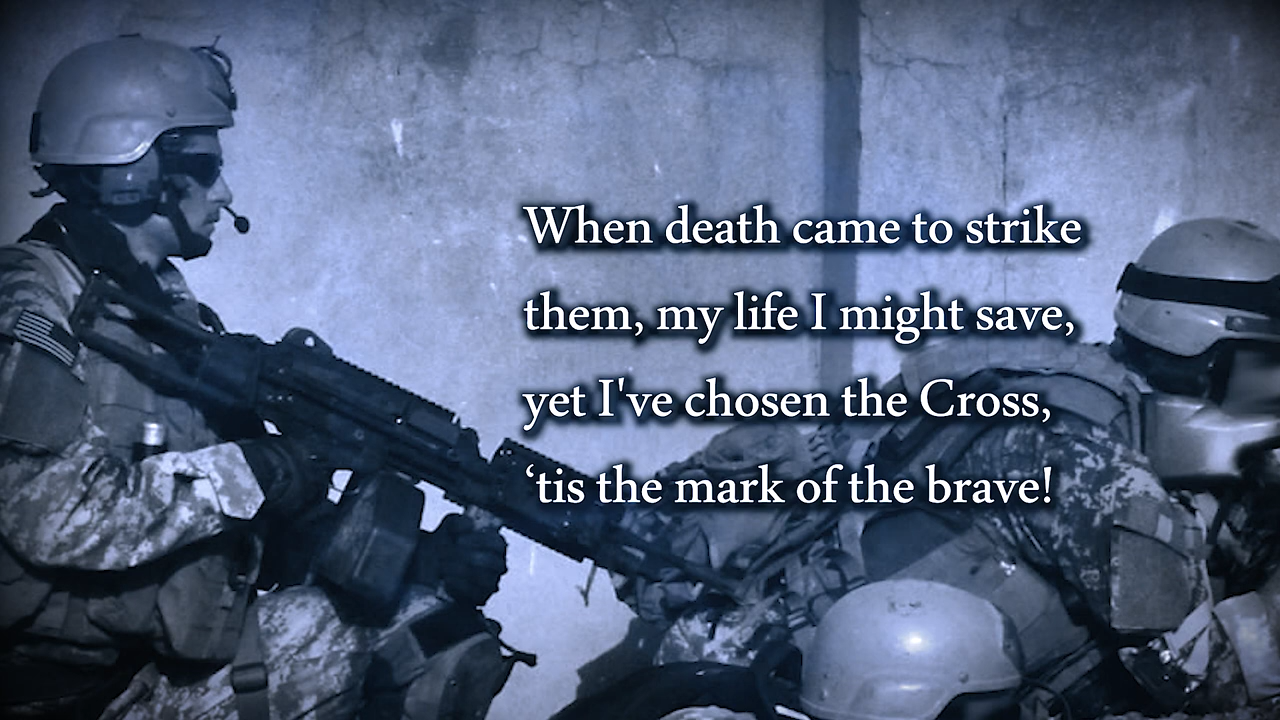 When death came to strike
them, my life I might save,
yet I've chosen the Cross,
‘tis the mark of the brave!